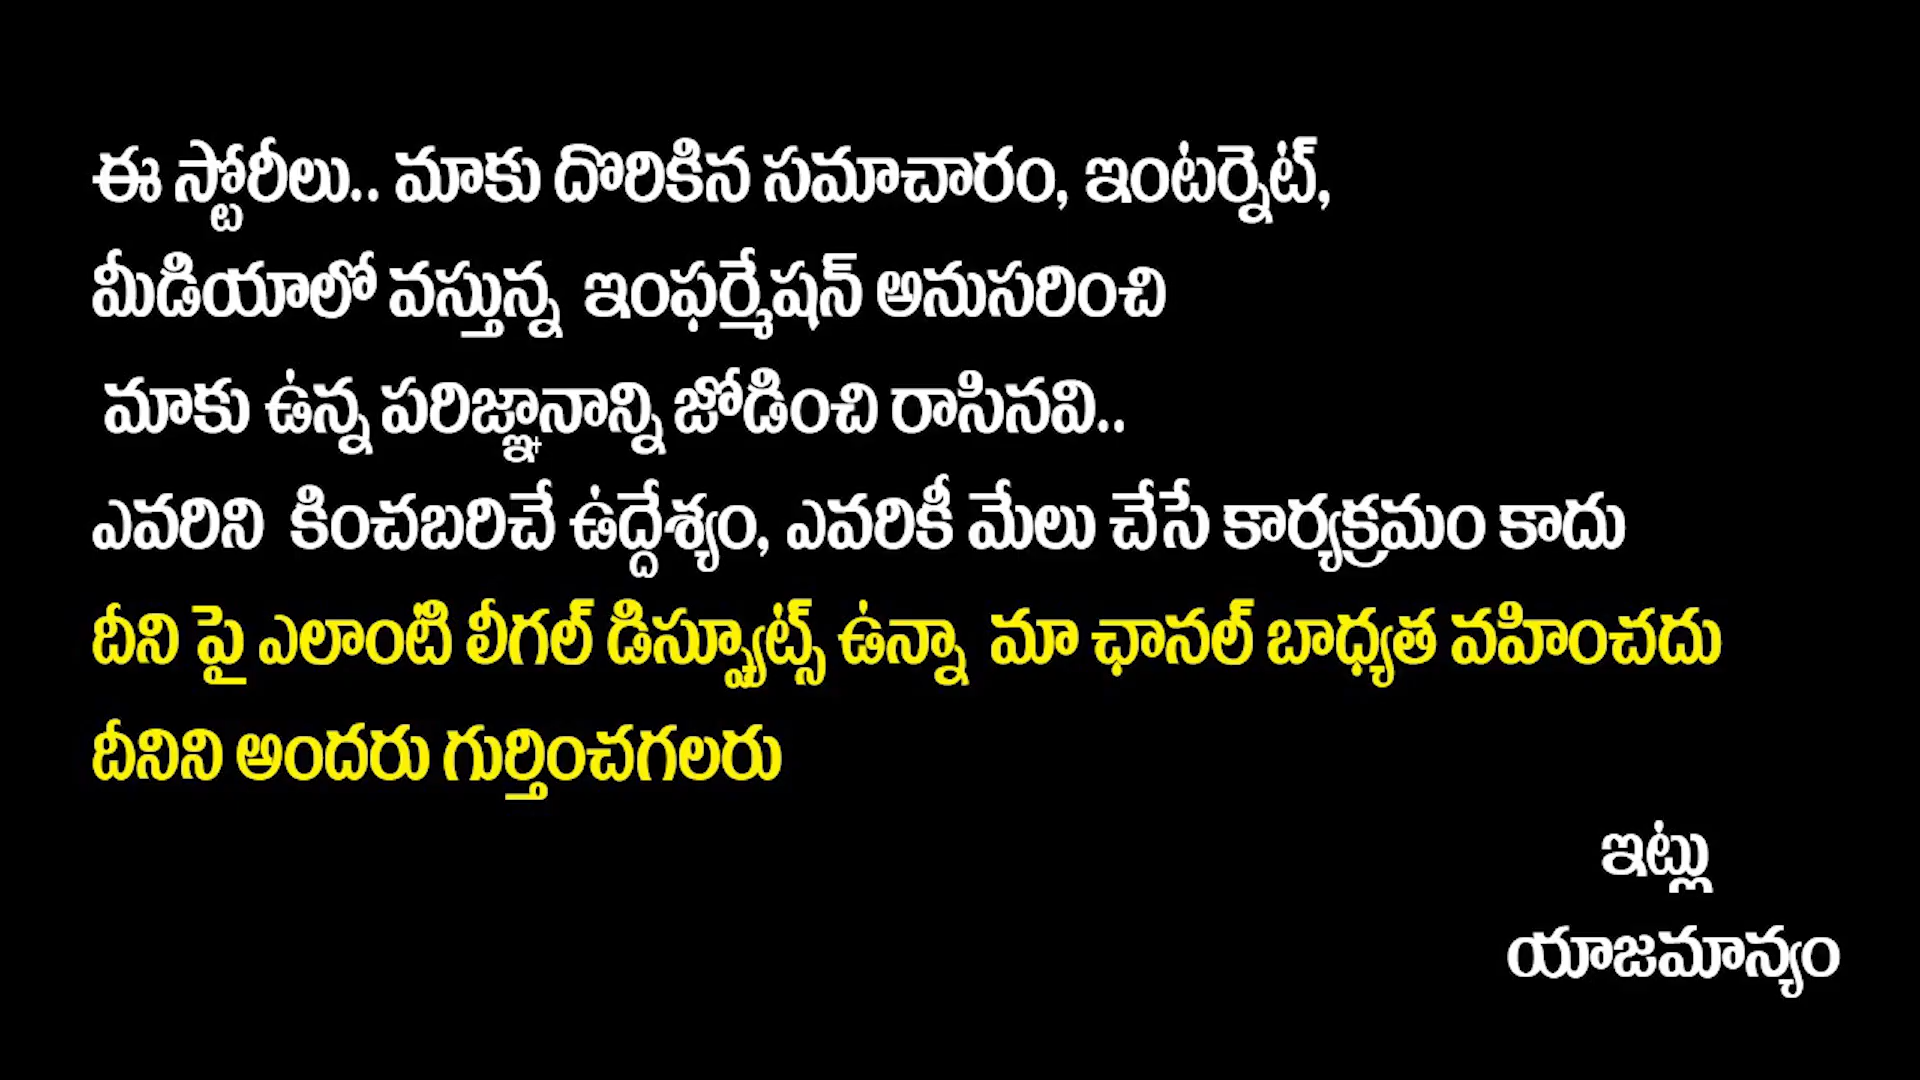 ఈ స్టోరీలు.. మాకు దొరికిన సమాచారం, ఇంటర్నెట్,
మీడియాలో వస్తున్న ఇంఫర్మేషన్ అనుసరించి
మాకు ఉన్న పరిజ్ఞానాన్ని జోడించి రాసినవి..
ఎవరిని కించబరిచే ఉద్దేశ్యం, ఎవరికీ మేలు చేసే కార్యక్రమం కాదు
దీని పై ఎలాంటి లీగల్ డిస్ప్యూట్స్ ఉన్నా మా ఛానల్ బాధ్యత వహించదు
దీనిని అందరు గుర్తించగలరు
ఇట్లు
యాజమాన్యం